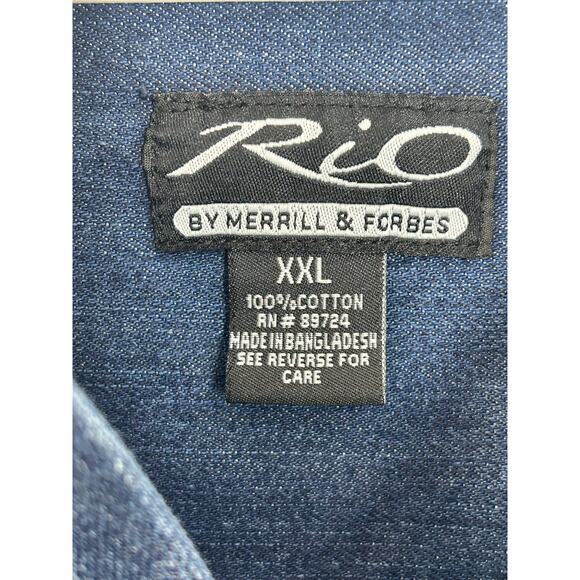 RiO
BY MERRILL & FORBES
XXL
100%COTTON
RN# 89724
MADE IN BANGLADESH
SEE REVERSE FOR
CARE